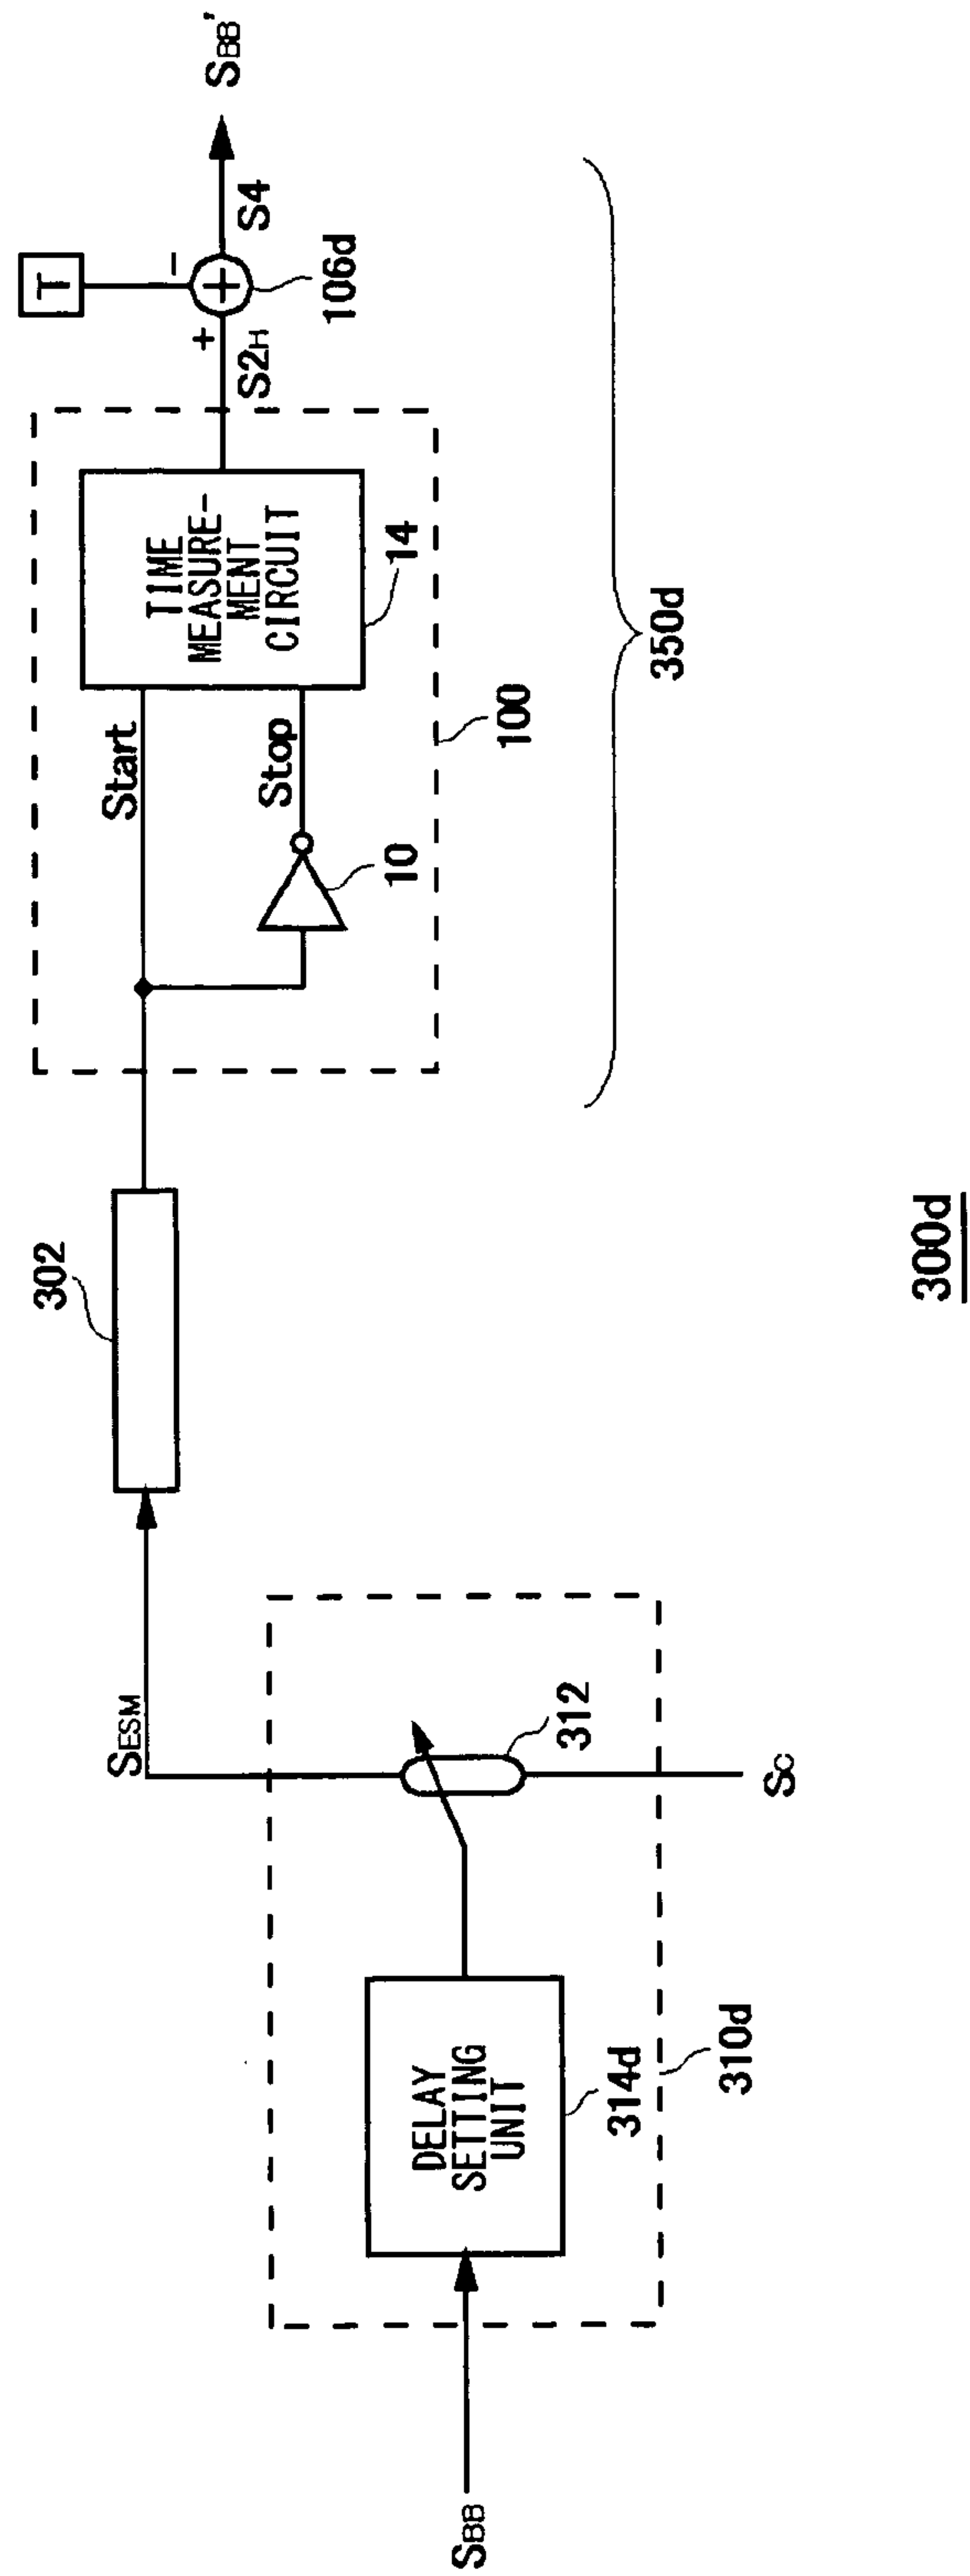 SBB
DELAY
SETTING
UNIT
314d
310d
312
SC
SESM
302
Start
Stop
10
TIME
MEASURE-
MENT
CIRCUIT
14
100
S2H
+
−
T
+
106d
S4
SBB'
350d
300d